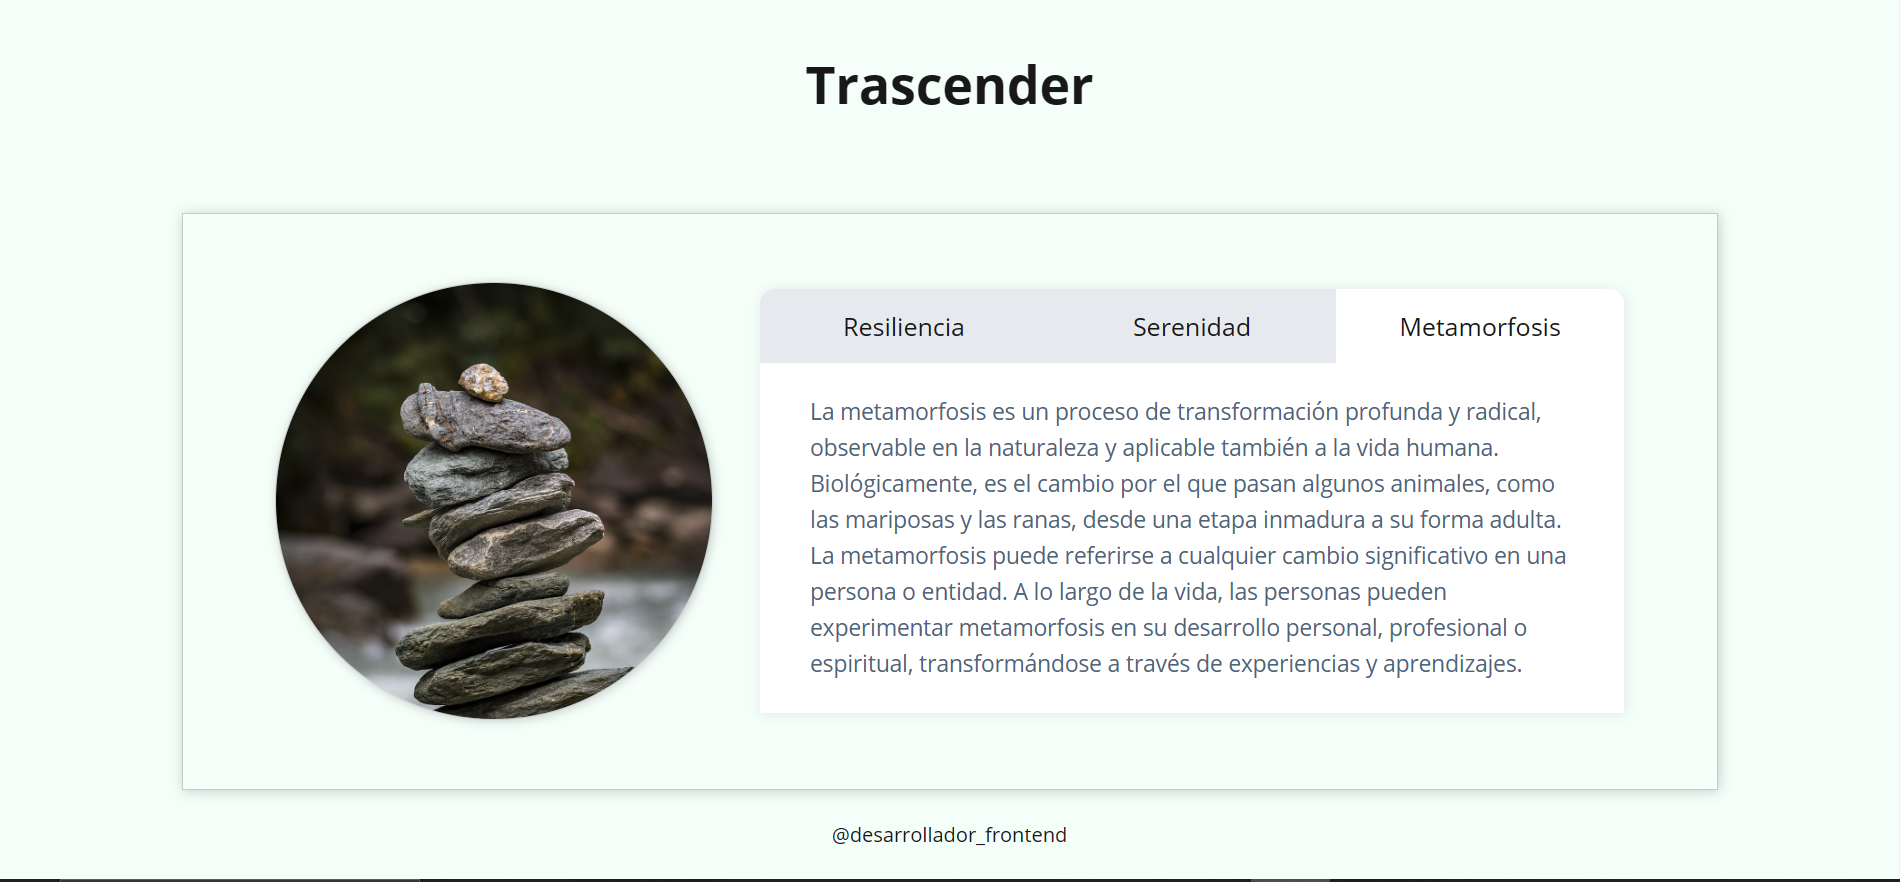 Trascender
Resiliencia
Serenidad
Metamorfosis
La metamorfosis es un proceso de transformación profunda y radical,
observable en la naturaleza y aplicable también a la vida humana.
Biológicamente, es el cambio por el que pasan algunos animales, como
las mariposas y las ranas, desde una etapa inmadura a su forma adulta.
La metamorfosis puede referirse a cualquier cambio significativo en una
persona o entidad. A lo largo de la vida, las personas pueden
experimentar metamorfosis en su desarrollo personal, profesional o
espiritual, transformándose a través de experiencias y aprendizajes.
@desarrollador_frontend